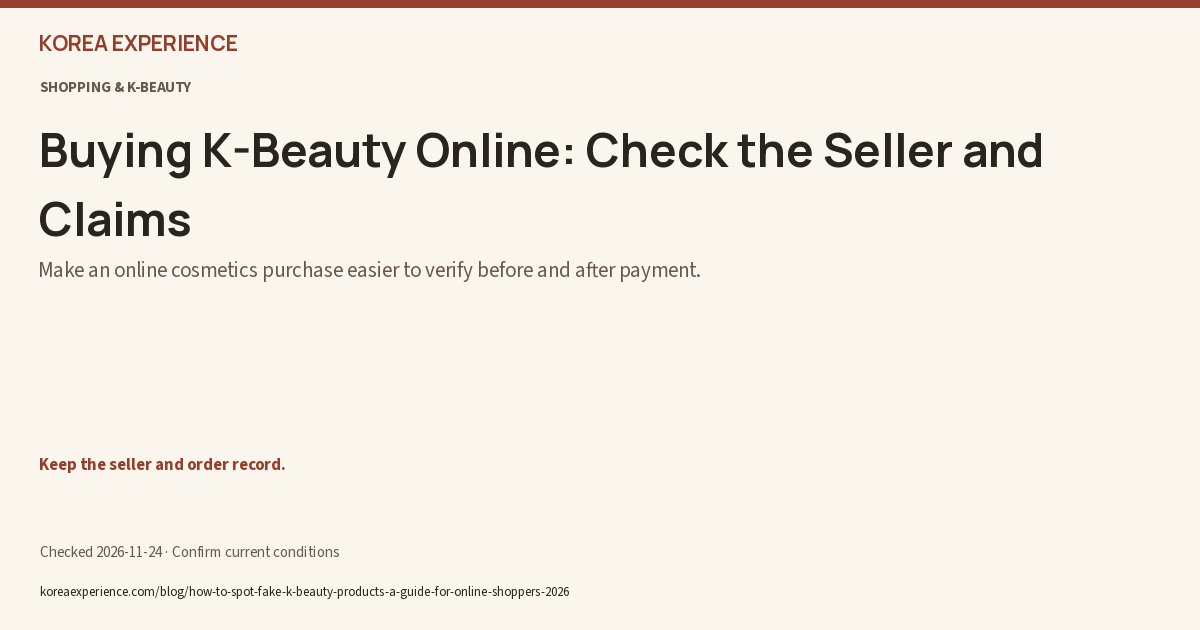 KOREA EXPERIENCE
SHOPPING & K-BEAUTY
Buying K-Beauty Online: Check the Seller and
Claims
Make an online cosmetics purchase easier to verify before and after payment.
Keep the seller and order record.
Checked 2026-11-24 · Confirm current conditions
koreaexperience.com/blog/how-to-spot-fake-k-beauty-products-a-guide-for-online-shoppers-2026